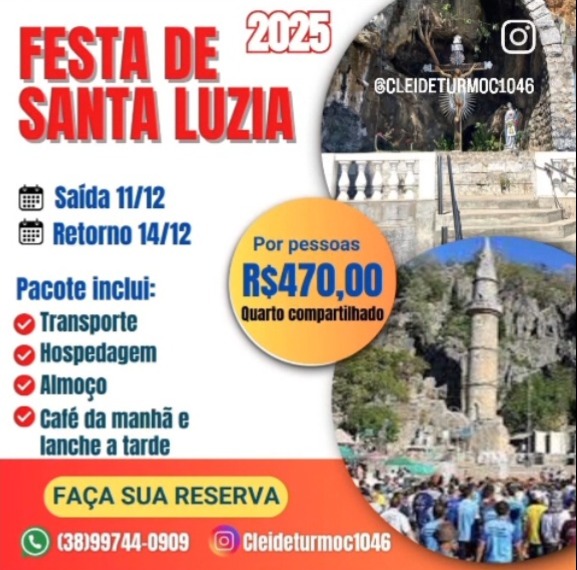 2025
FESTA DE
SANTA LUZIA
@CLEIDETURMOC1046
Saída 11/12
Retorno 14/12
Por pessoas
R$470,00
Quarto compartilhado
Pacote inclui:
Transporte
Hospedagem
Almoço
Café da manhã e
lanche a tarde
FAÇA SUA RESERVA
(38)99744-0909
Cleideturmoc1046